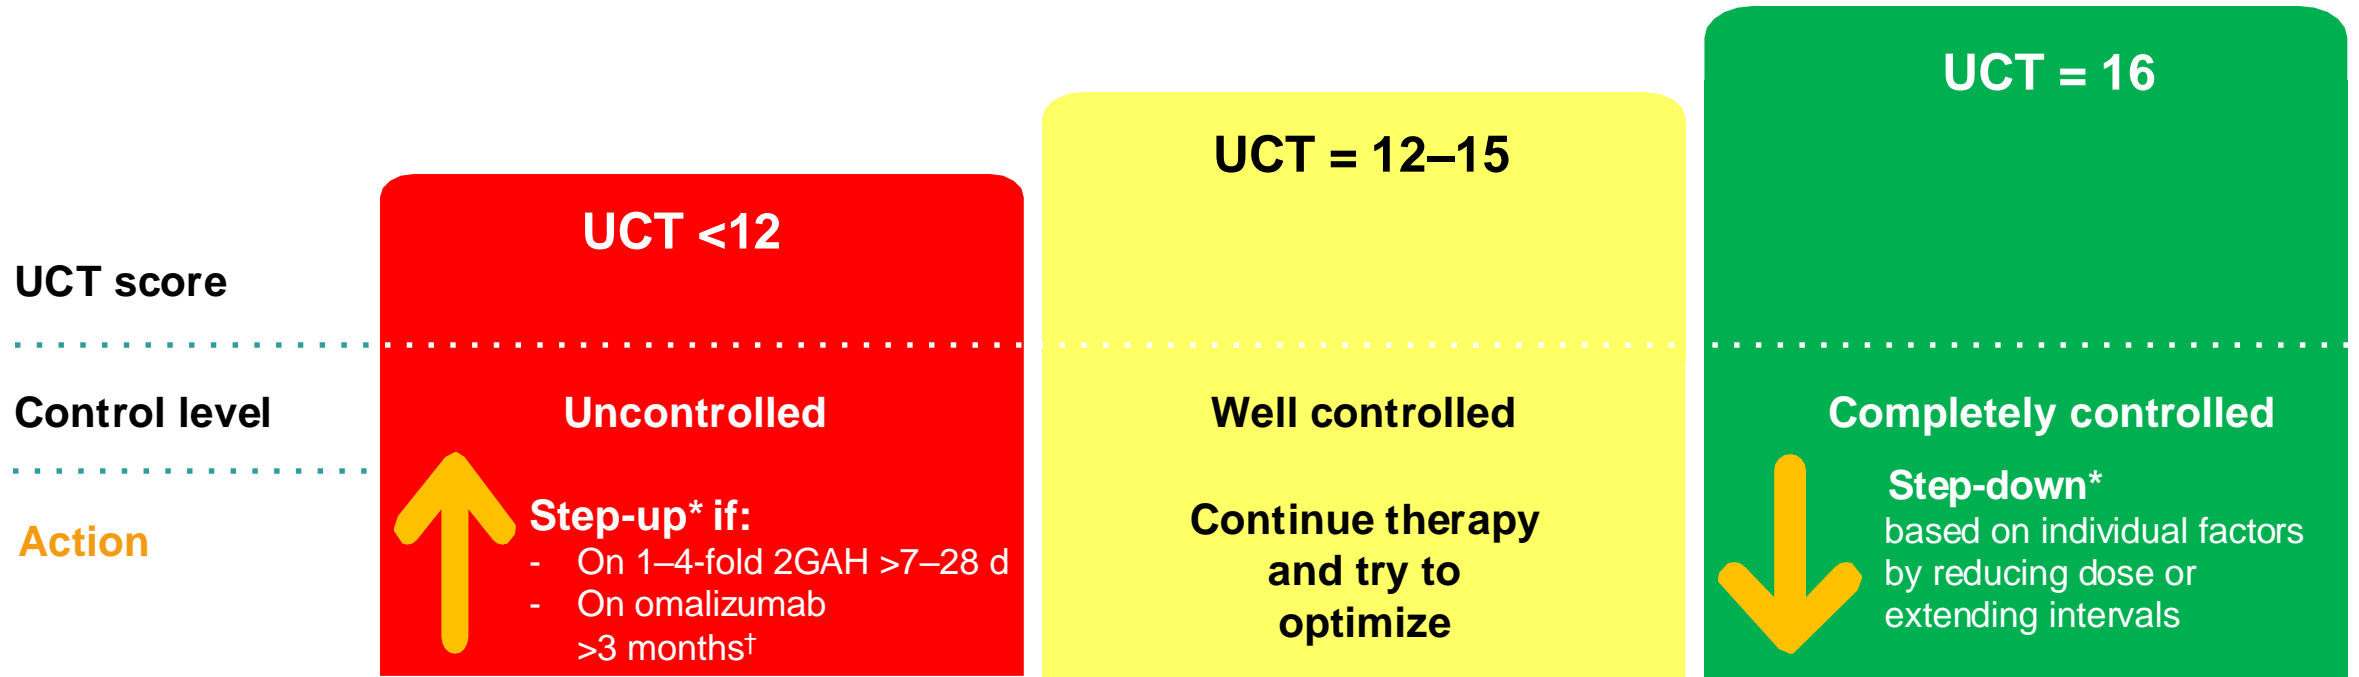 UCT score
UCT <12
UCT = 12–15
UCT = 16
Control level
Uncontrolled
Well controlled
Completely controlled
Action
Step-up* if:
- On 1–4-fold 2GAH >7–28 d
- On omalizumab
>3 months†
Continue therapy
and try to
optimize
Step-down*
based on individual factors
by reducing dose or
extending intervals